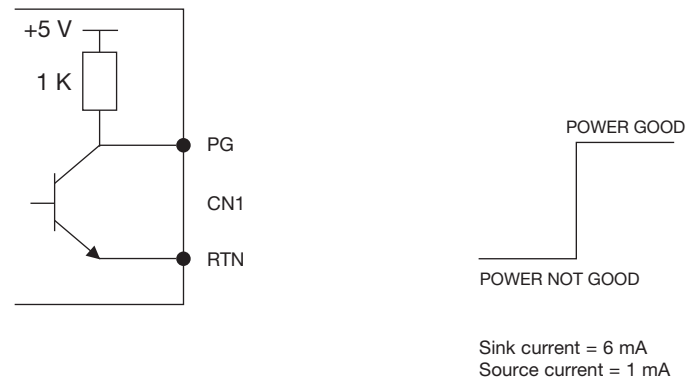 +5 V
1 K
PG
CN1
RTN
POWER GOOD
POWER NOT GOOD
Sink current = 6 mA
Source current = 1 mA